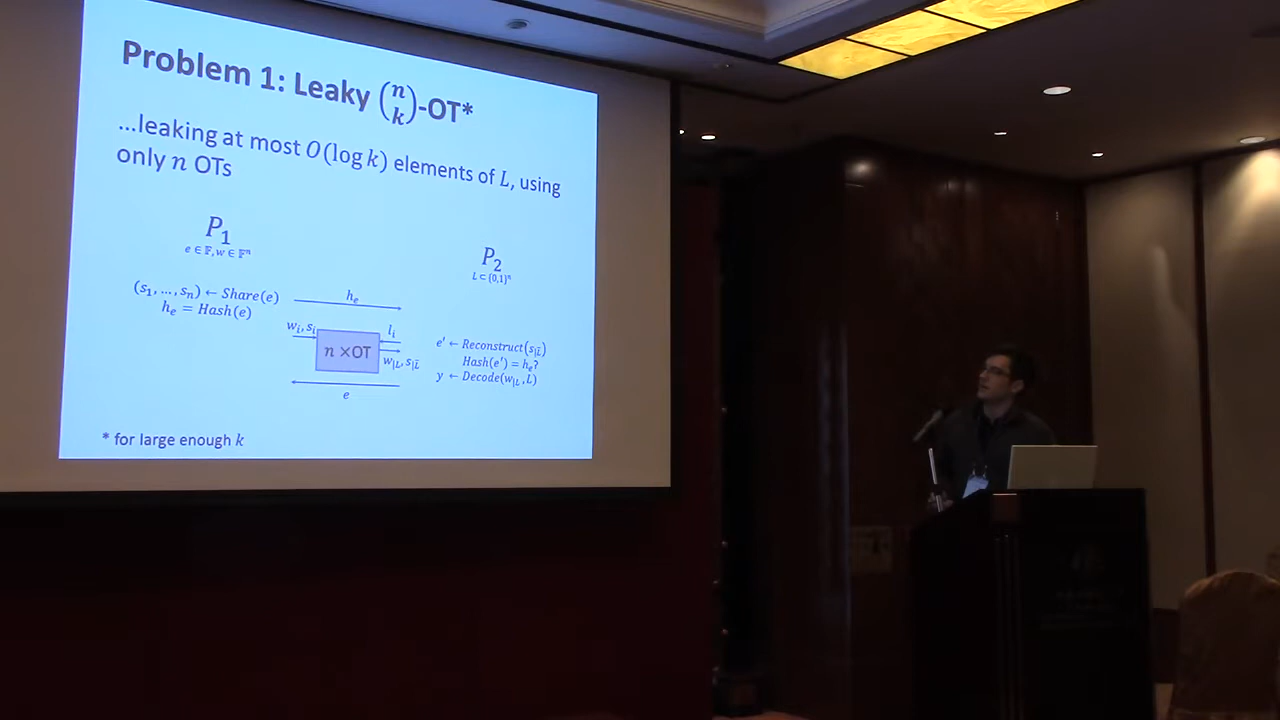 Problem 1: Leaky (n k)-OT*
...leaking at most O(log k) elements of L, using
only n OTs
P₁
e ∈ 𝔽, w ∈ 𝔽ⁿ
P₂
L ⊂ {0,1}ⁿ
(s₁, ..., sₙ) ← Share(e)
hₑ = Hash(e)
hₑ
wᵢ, sᵢ
lᵢ
n ×OT
w|L, s|L̄
e
e′ ← Reconstruct(s|L̄)
Hash(e′) = hₑ?
y ← Decode(w|L, L)
* for large enough k